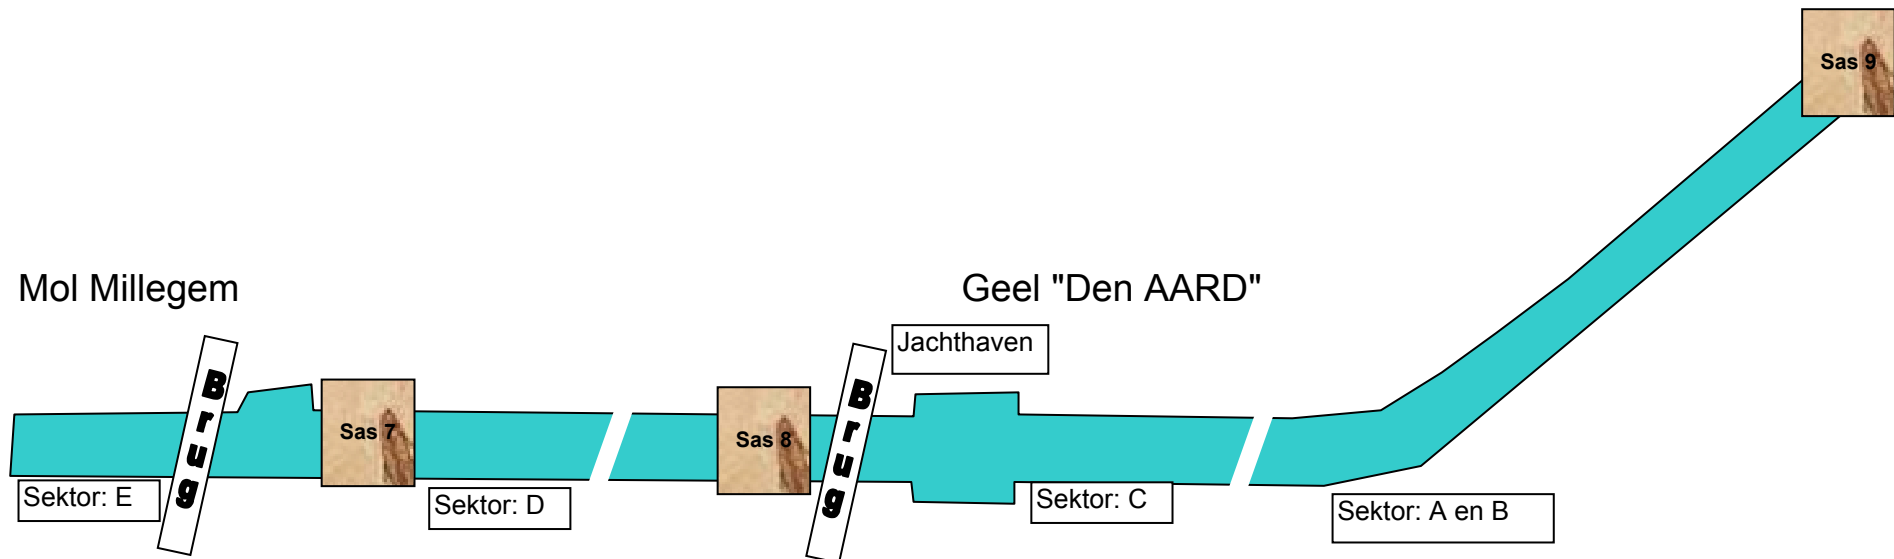 Sas 9
Mol Millegem
Geel "Den AARD"
Jachthaven
Brug
Sas 7
Sas 8
Brug
Sektor: E
Sektor: D
Sektor: C
Sektor: A en B